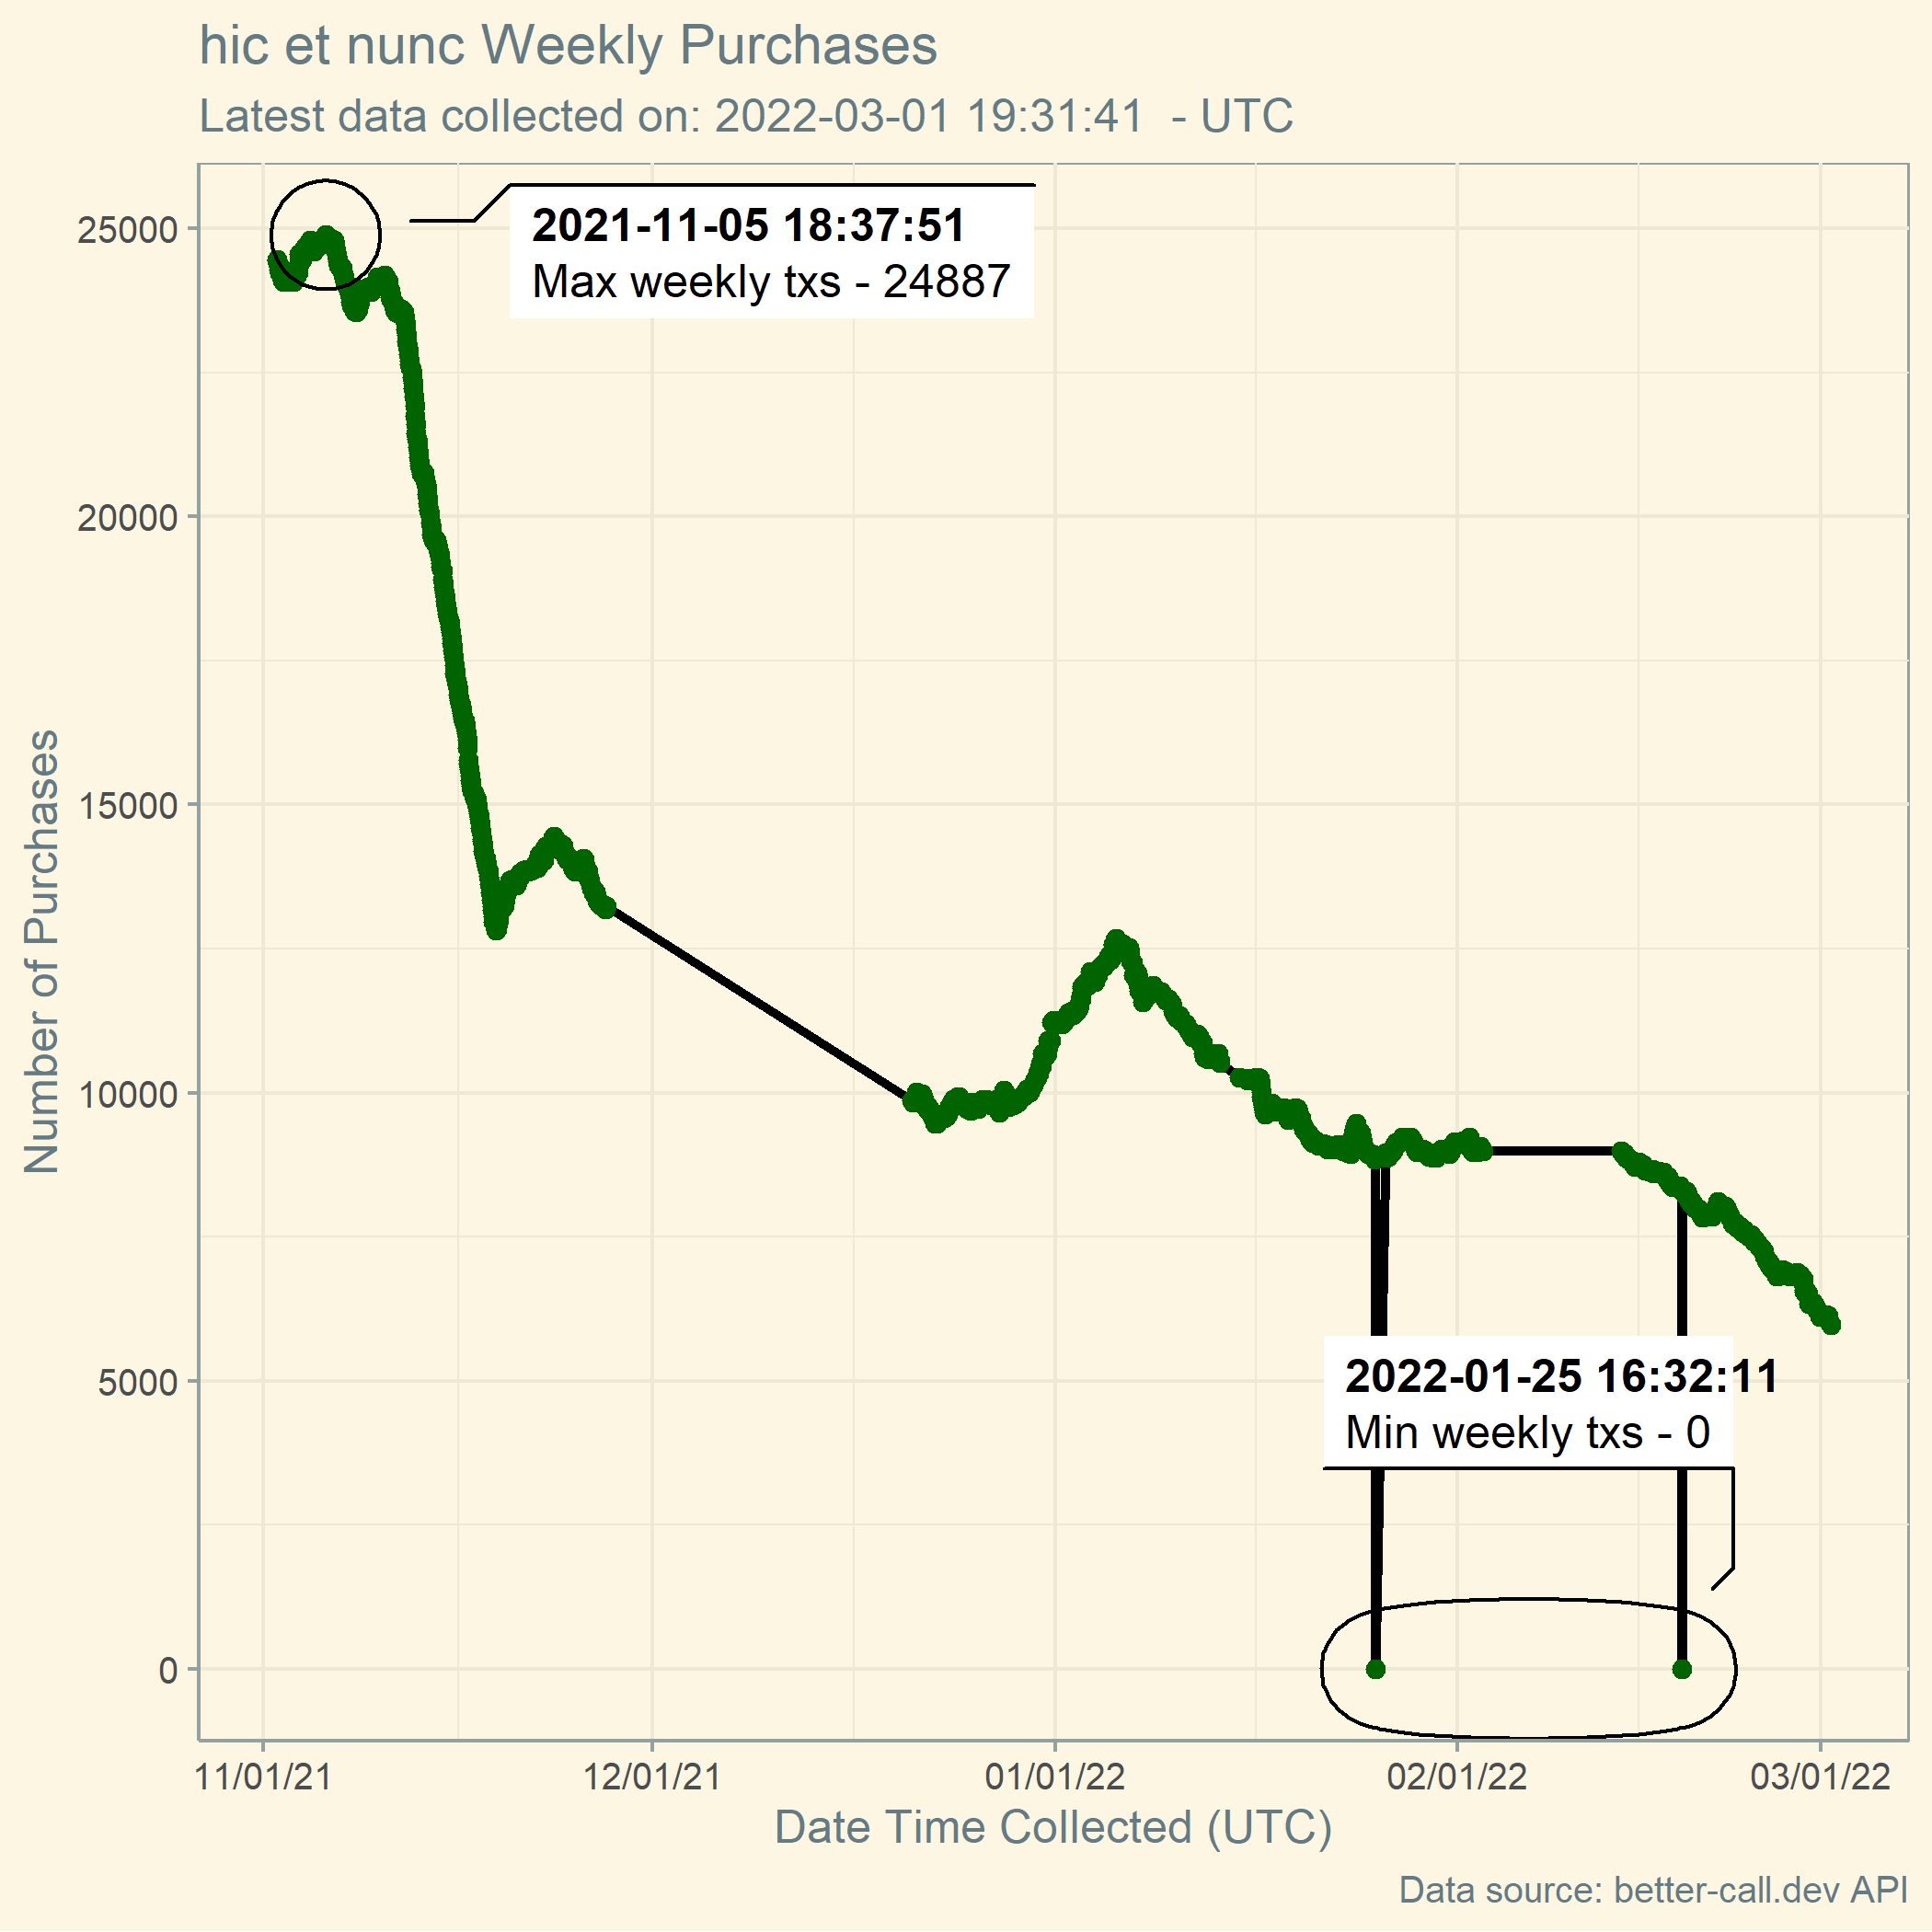 hic et nunc Weekly Purchases
Latest data collected on: 2022-03-01 19:31:41  - UTC
2021-11-05 18:37:51
Max weekly txs - 24887
25000
20000
15000
10000
5000
0
Number of Purchases
2022-01-25 16:32:11
Min weekly txs - 0
11/01/21
12/01/21
01/01/22
02/01/22
03/01/22
Date Time Collected (UTC)
Data source: better-call.dev API